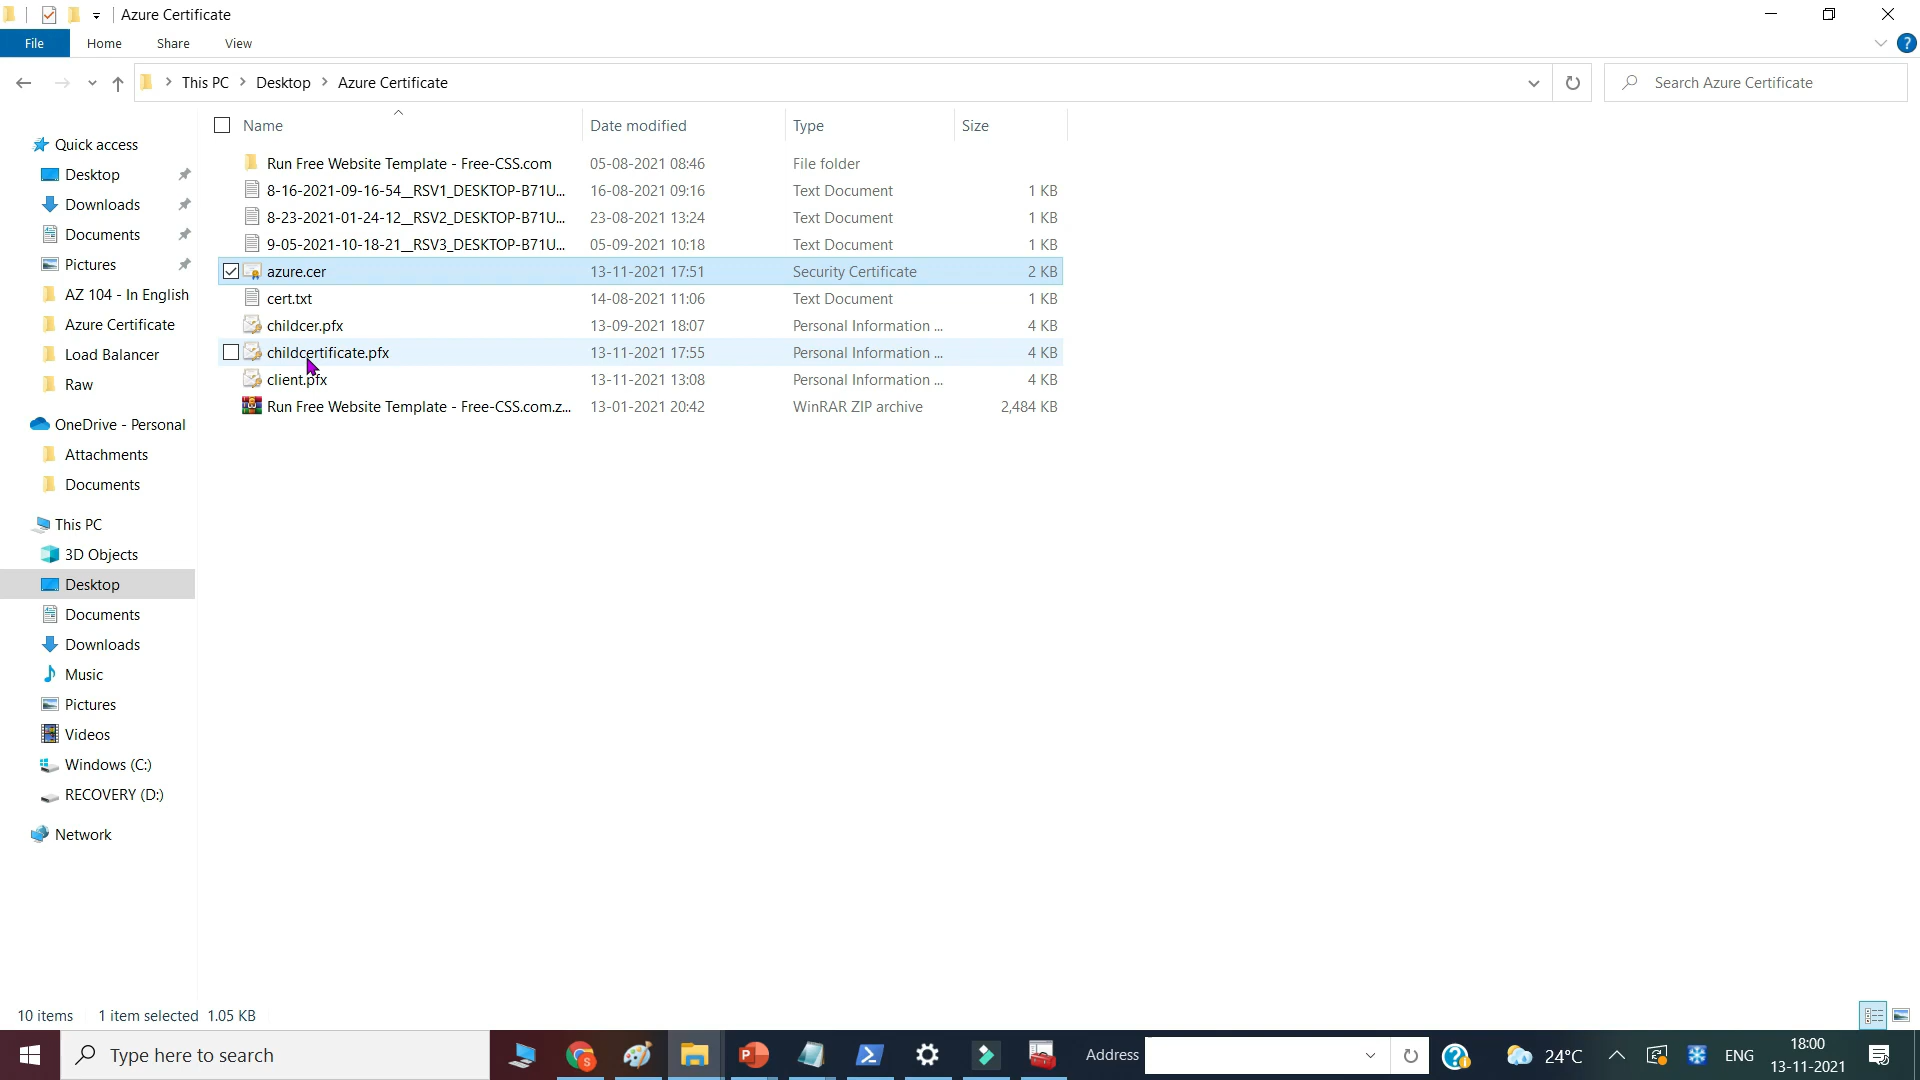 Azure Certificate
File Home Share View
This PC Desktop Azure Certificate
Search Azure Certificate
Name Date modified Type Size
Quick access
Desktop
Downloads
Documents
Pictures
AZ 104 - In English
Azure Certificate
Load Balancer
Raw
OneDrive - Personal
Attachments
Documents
This PC
3D Objects
Desktop
Documents
Downloads
Music
Pictures
Videos
Windows (C:)
RECOVERY (D:)
Network
Run Free Website Template - Free-CSS.com 05-08-2021 08:46 File folder
8-16-2021-09-16-54__RSV1_DESKTOP-B71U... 16-08-2021 09:16 Text Document 1 KB
8-23-2021-01-24-12__RSV2_DESKTOP-B71U... 23-08-2021 13:24 Text Document 1 KB
9-05-2021-10-18-21__RSV3_DESKTOP-B71U... 05-09-2021 10:18 Text Document 1 KB
azure.cer 13-11-2021 17:51 Security Certificate 2 KB
cert.txt 14-08-2021 11:06 Text Document 1 KB
childcer.pfx 13-09-2021 18:07 Personal Information ... 4 KB
childcertificate.pfx 13-11-2021 17:55 Personal Information ... 4 KB
client.pfx 13-11-2021 13:08 Personal Information ... 4 KB
Run Free Website Template - Free-CSS.com.z... 13-01-2021 20:42 WinRAR ZIP archive 2,484 KB
10 items 1 item selected 1.05 KB
Type here to search
Address
24°C
ENG
18:00
13-11-2021